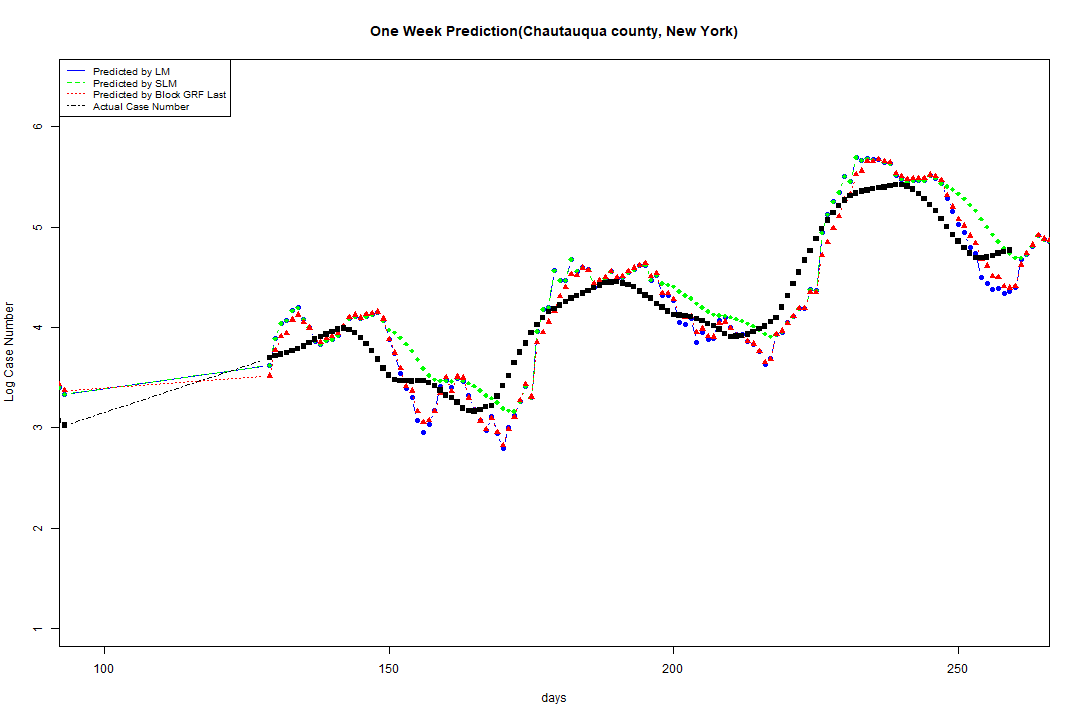 One Week Prediction(Chautauqua county, New York)
Predicted by LM
Predicted by SLM
Predicted by Block GRF Last
Actual Case Number
6
5
4
3
2
1
Log Case Number
100
150
200
250
days